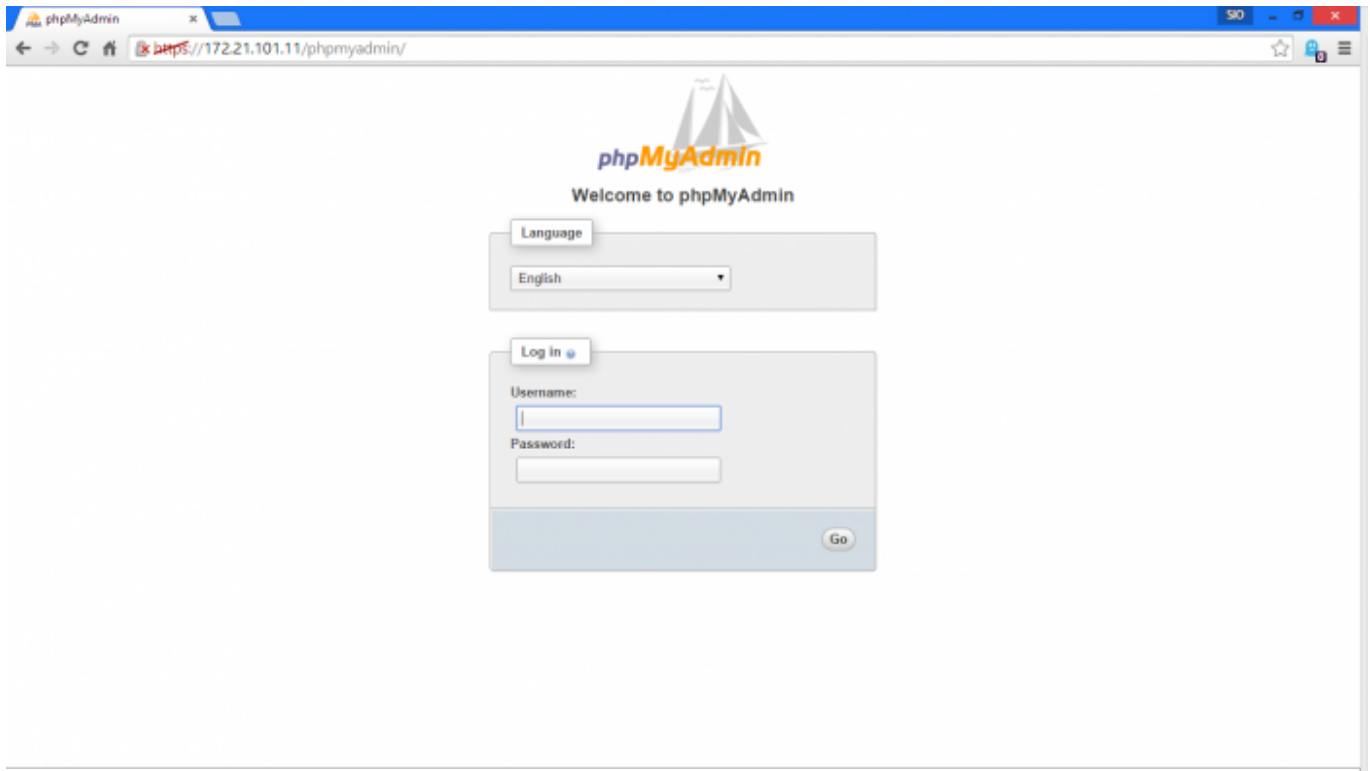 phpMyAdmin
SIO
https://172.21.101.11/phpmyadmin/
0
phpMyAdmin
Welcome to phpMyAdmin
Language
English
Log in
Username:
Password:
Go